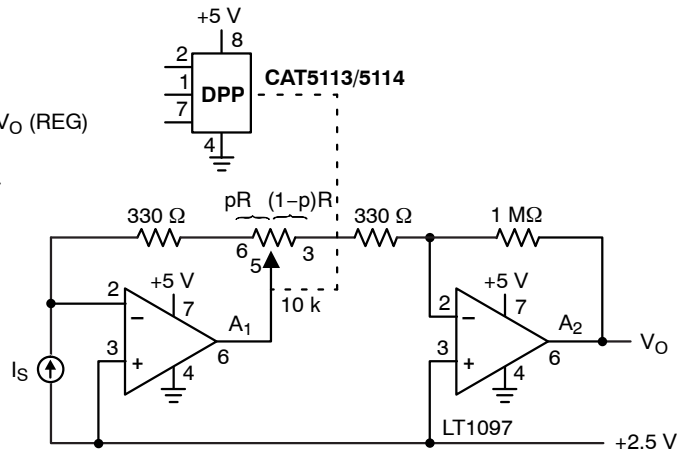 +5 V
8
2
1
7
DPP
4
CAT5113/5114
V_O (REG)
pR (1−p)R
330 Ω
6
5
3
330 Ω
1 MΩ
10 k
+5 V
2
7
−
3
+
4
6
A_1
I_S
+5 V
2
7
−
3
+
4
6
A_2
V_O
LT1097
+2.5 V